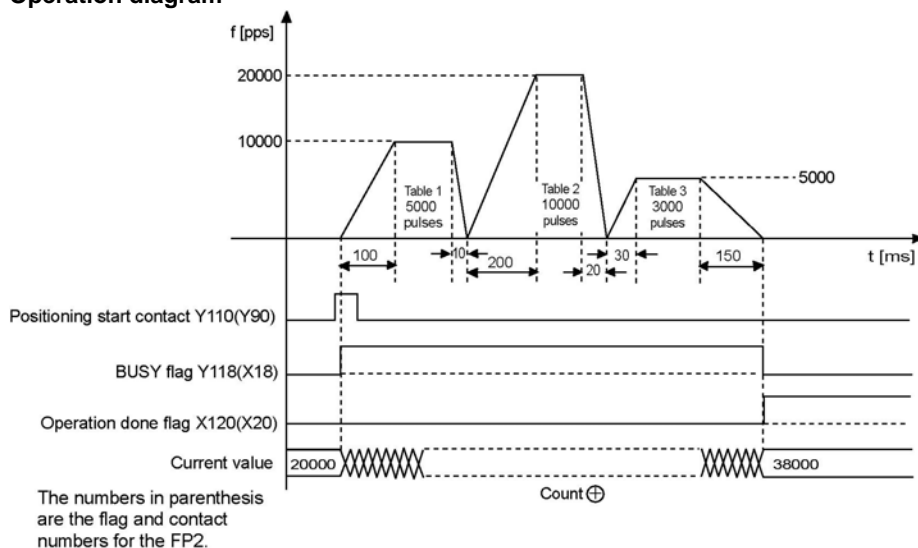 Operation diagram
f [pps]
20000
10000
Table 1
5000
pulses
Table 2
10000
pulses
Table 3
3000
pulses
5000
100
10
200
20
30
150
t [ms]
Positioning start contact Y110(Y90)
BUSY flag Y118(X18)
Operation done flag X120(X20)
Current value
20000
38000
Count ⊕
The numbers in parenthesis
are the flag and contact
numbers for the FP2.